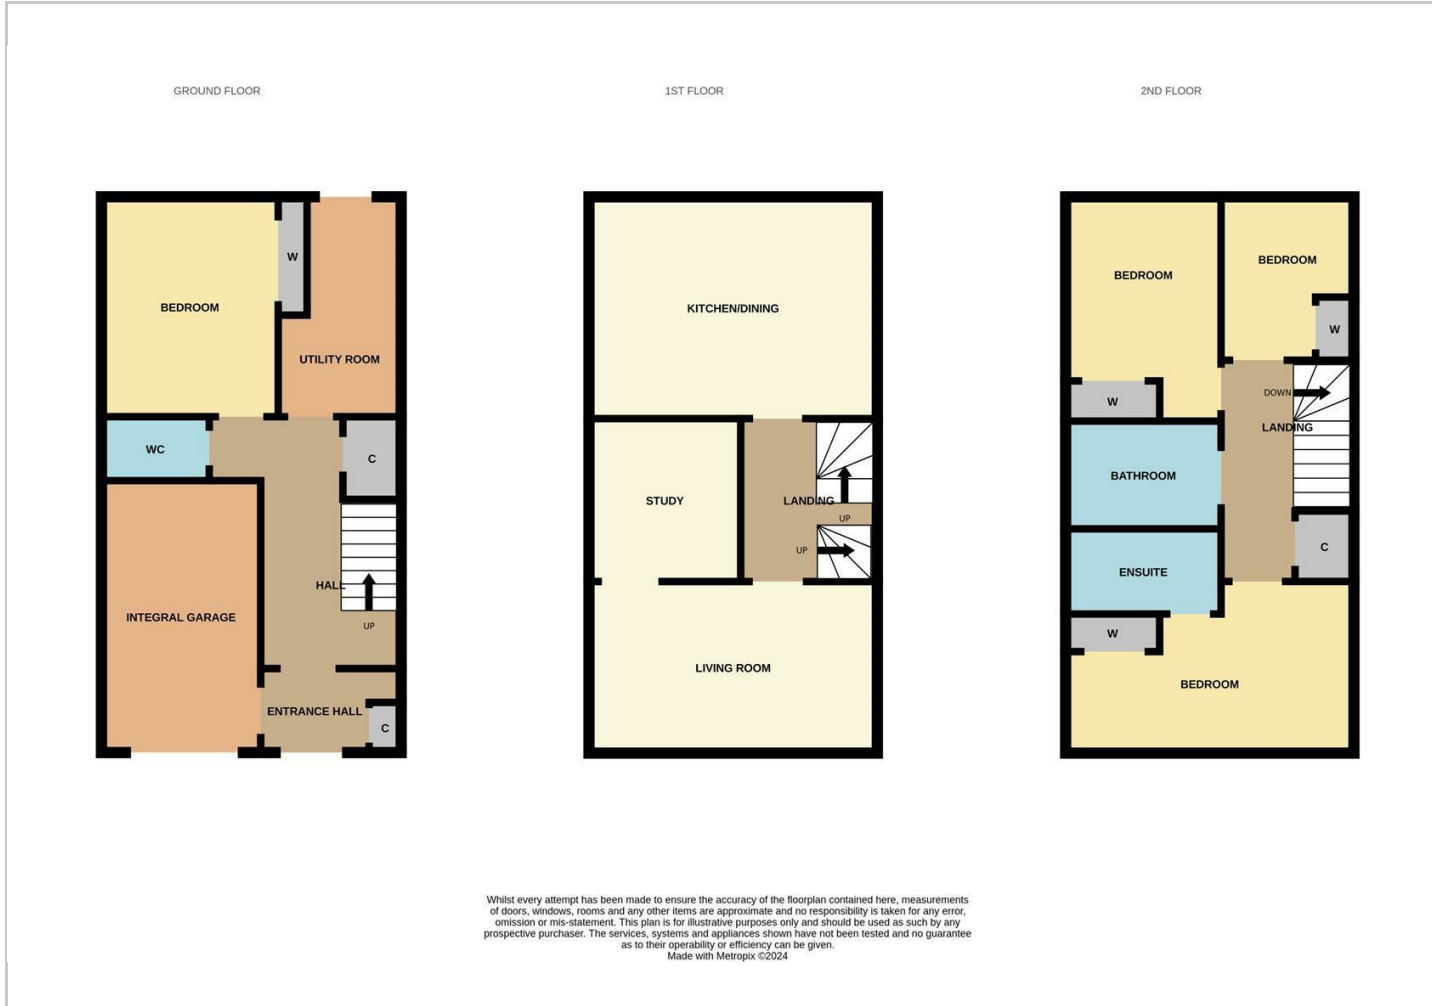 GROUND FLOOR
BEDROOM
W
UTILITY ROOM
WC
C
HALL
UP
INTEGRAL GARAGE
ENTRANCE HALL
C
1ST FLOOR
KITCHEN/DINING
STUDY
LANDING
UP
UP
LIVING ROOM
2ND FLOOR
BEDROOM
BEDROOM
W
W
DOWN
LANDING
BATHROOM
C
ENSUITE
W
BEDROOM
Whilst every attempt has been made to ensure the accuracy of the floorplan contained here, measurements
of doors, windows, rooms and any other items are approximate and no responsibility is taken for any error,
omission or mis-statement. This plan is for illustrative purposes only and should be used as such by any
prospective purchaser. The services, systems and appliances shown have not been tested and no guarantee
as to their operability or efficiency can be given.
Made with Metropix ©2024